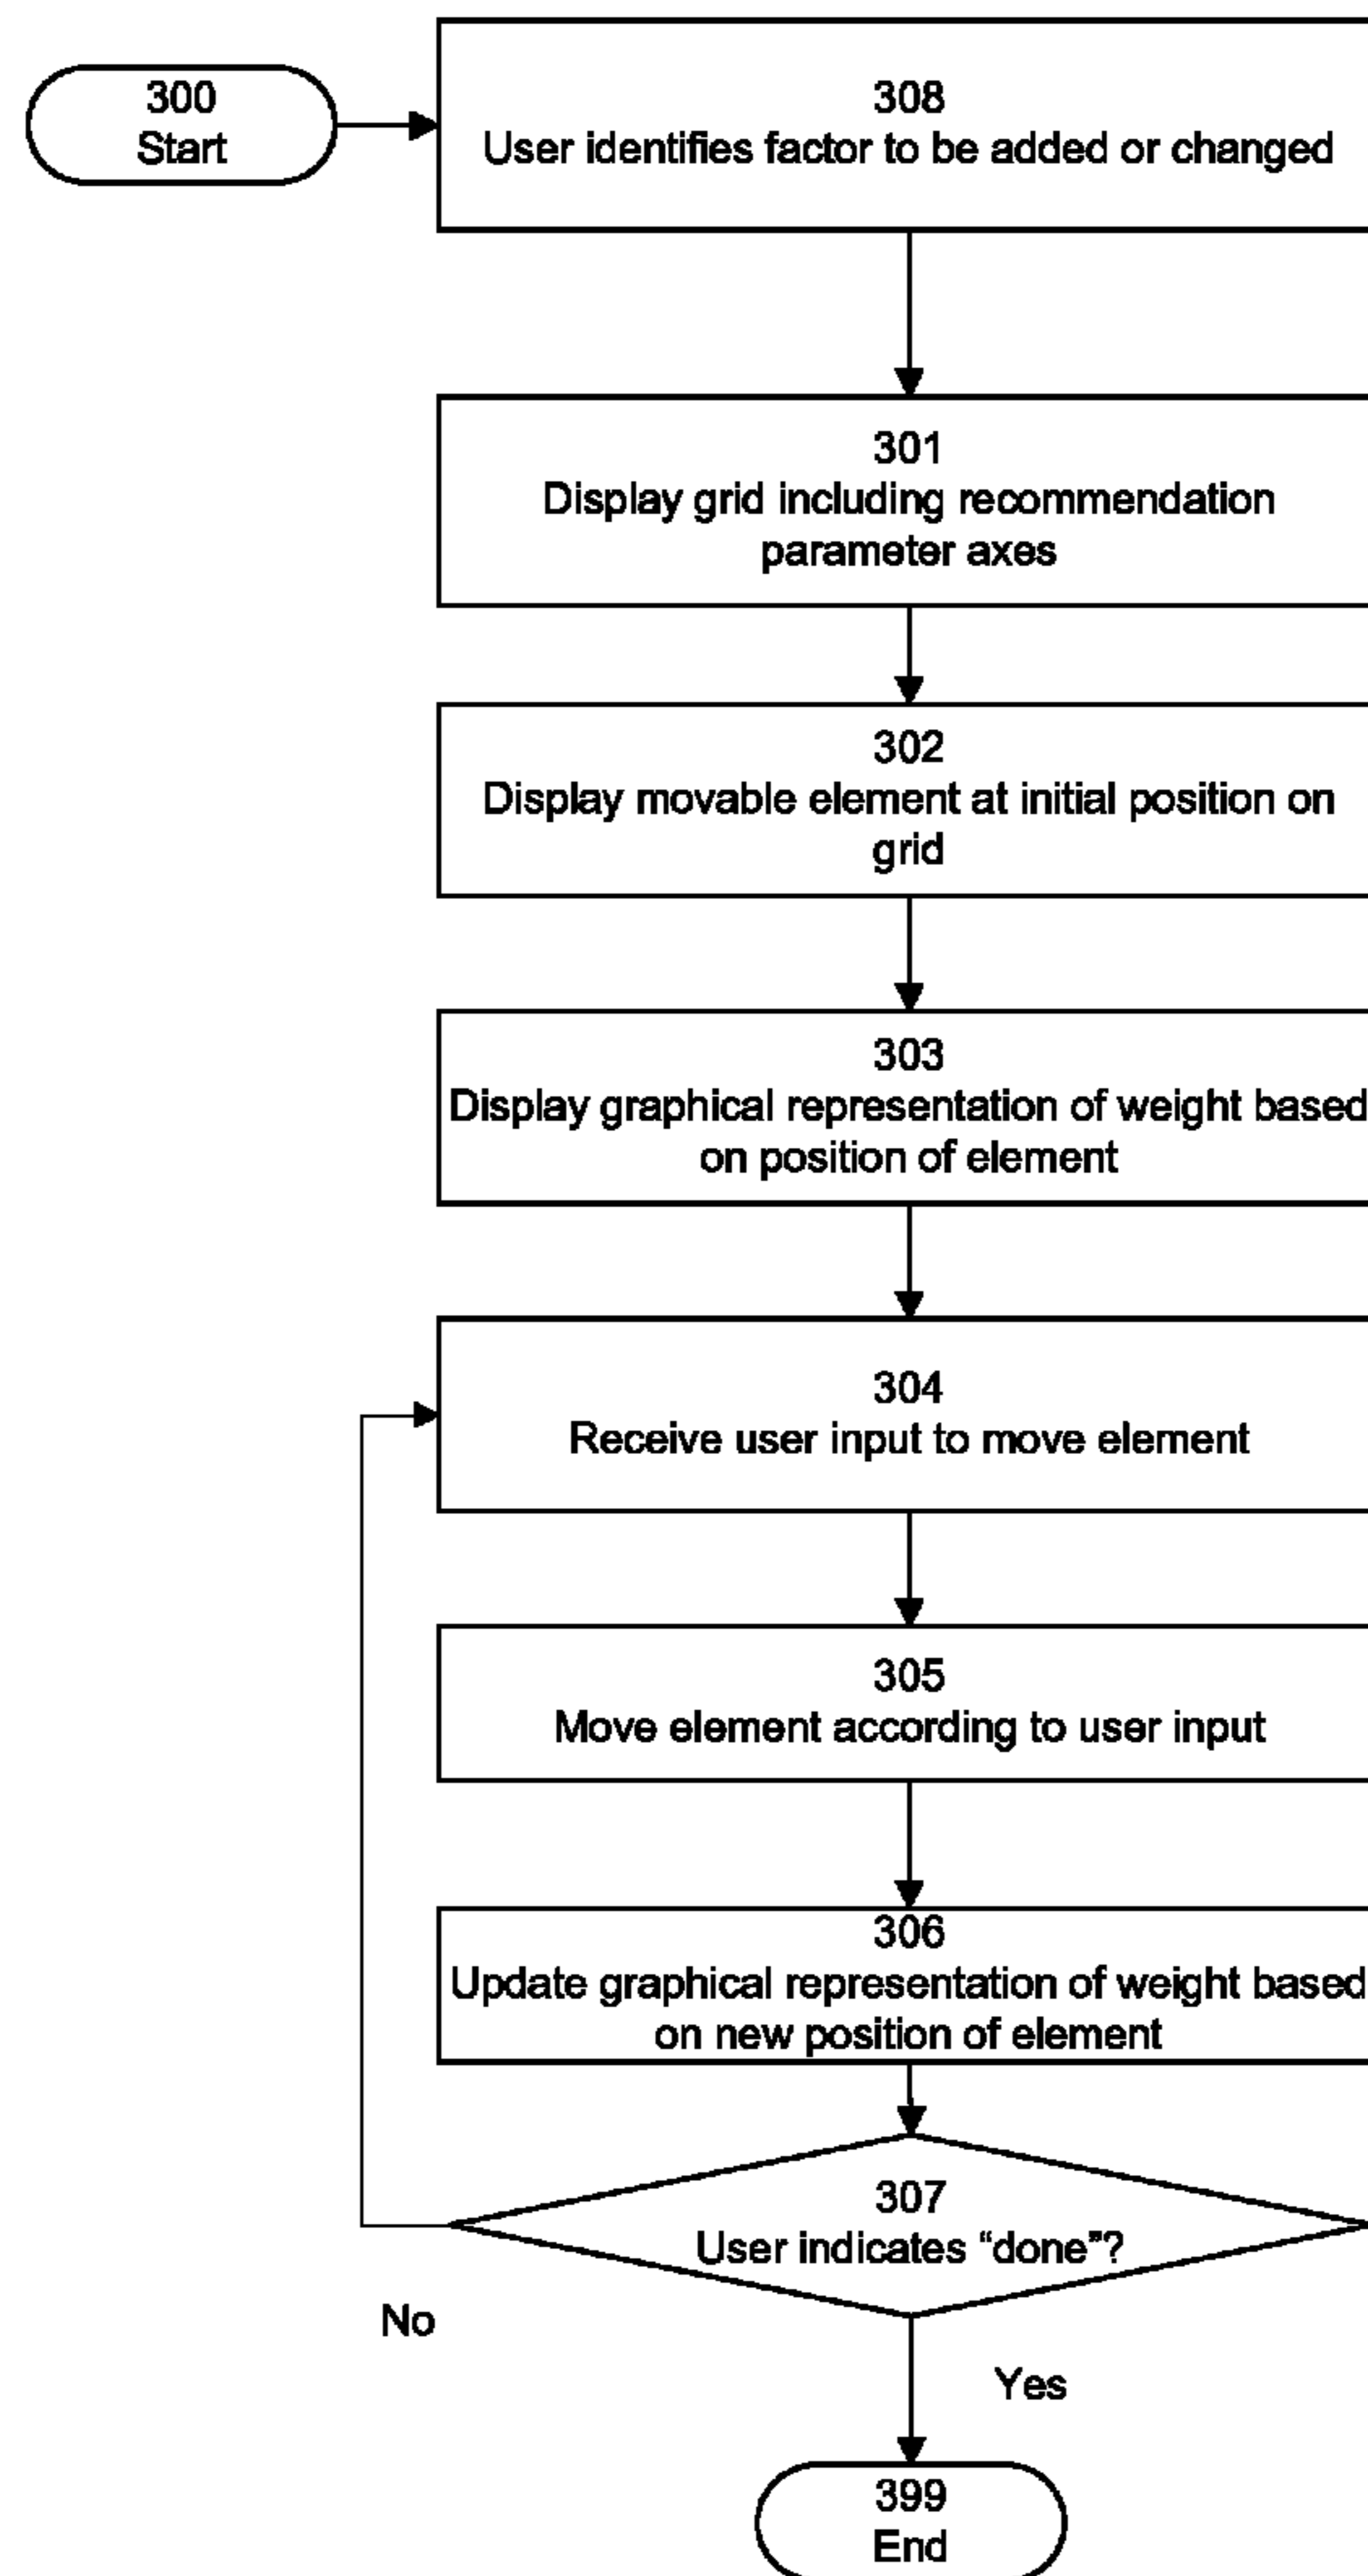 300
Start
308
User identifies factor to be added or changed
301
Display grid including recommendation
parameter axes
302
Display movable element at initial position on
grid
303
Display graphical representation of weight based
on position of element
304
Receive user input to move element
305
Move element according to user input
306
Update graphical representation of weight based
on new position of element
307
User indicates “done”?
No
Yes
399
End